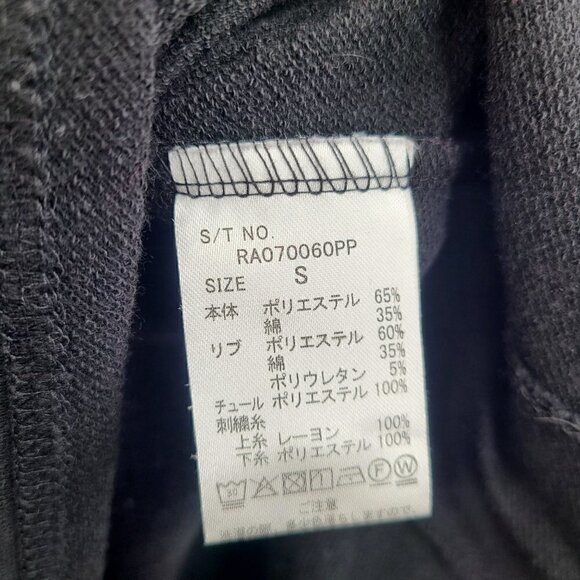 S/T NO.
RA070060PP
SIZE S
本体 ポリエステル 65%
綿 35%
リブ ポリエステル 60%
綿 35%
ポリウレタン 5%
チュール ポリエステル 100%
刺繍糸
上糸 レーヨン 100%
下糸 ポリエステル 100%
30 F W
ご注意